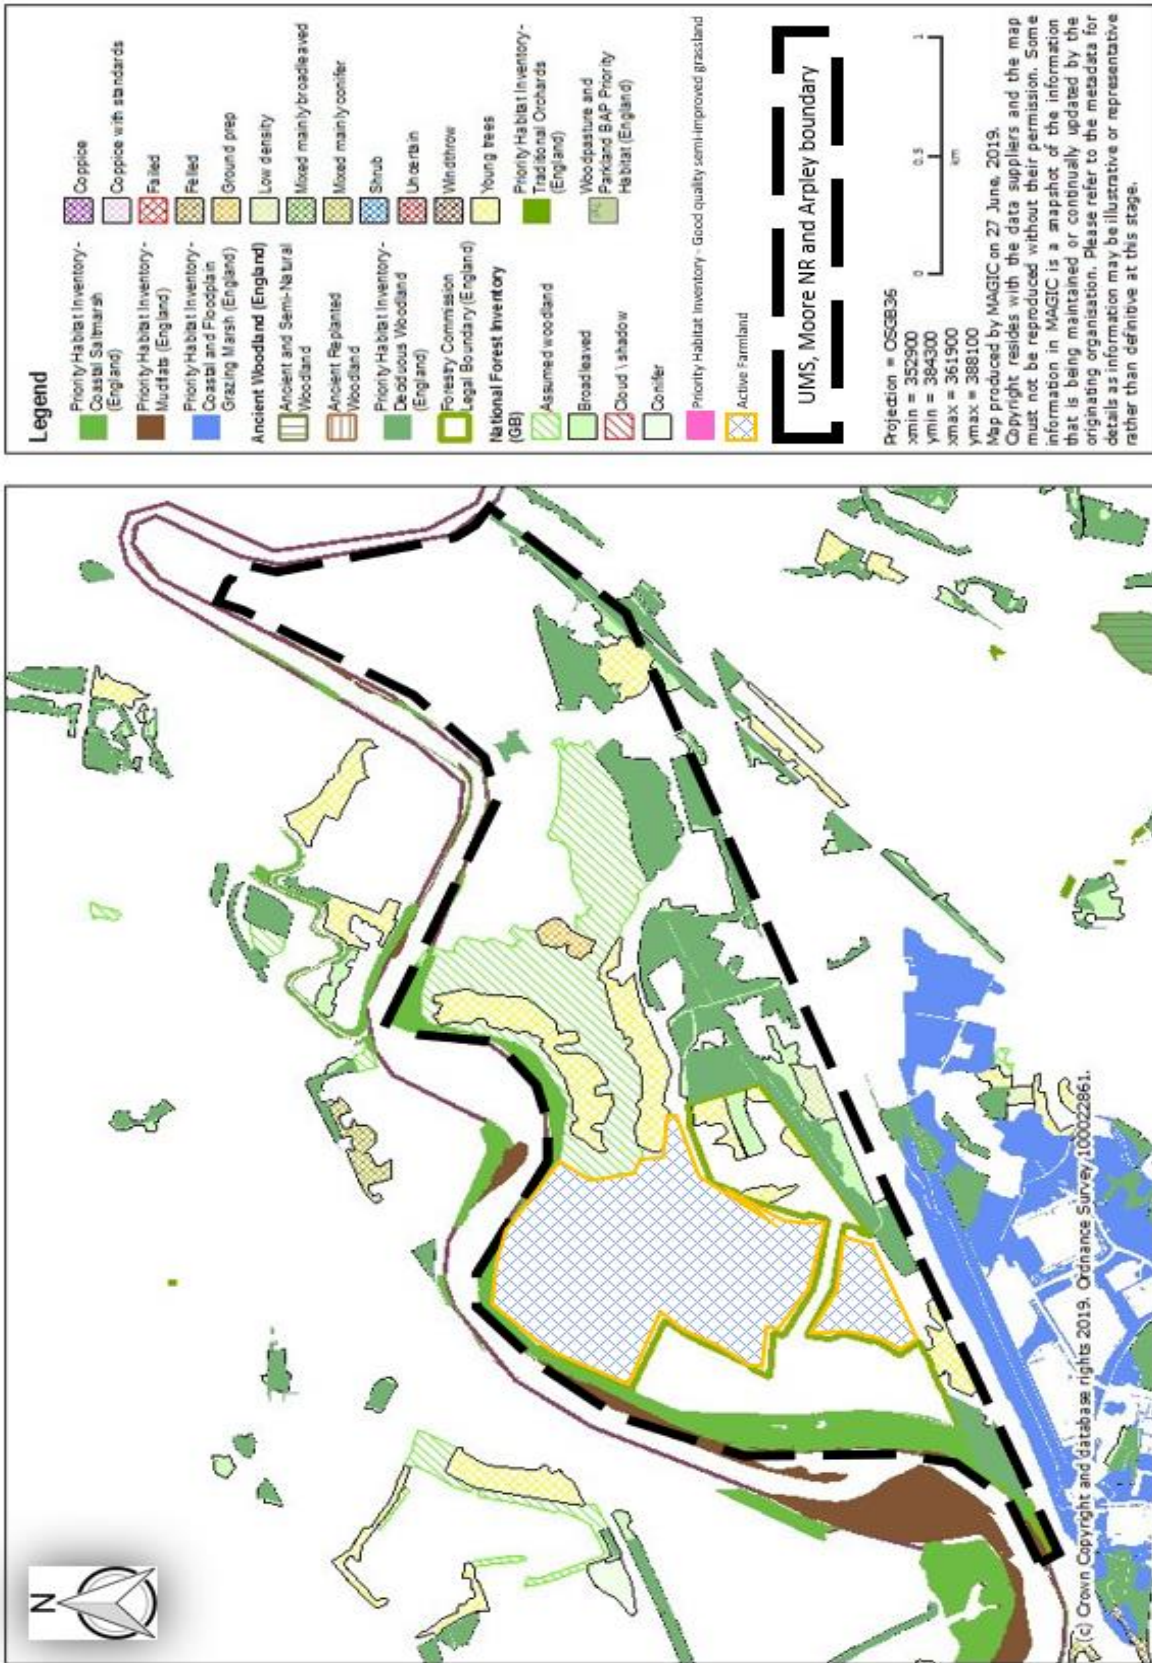 Legend
Priority Habitat Inventory -
Coastal Saltmarsh
(England)
Priority Habitat Inventory -
Mudflats (England)
Priority Habitat Inventory -
Coastal and Floodplain
Grazing Marsh (England)
Ancient Woodland (England)
Ancient and Semi-Natural
Woodland
Ancient Replanted
Woodland
Priority Habitat Inventory -
Deciduous Woodland
(England)
Forestry Commission
Legal Boundary (England)
National Forest Inventory
(GB)
Assumed woodland
Broadleaved
Cloud \ shadow
Conifer
Priority Habitat Inventory - Good quality semi-improved grassland
Active Farmland
Coppice
Coppice with standards
Failed
Felled
Ground prep
Low density
Mixed mainly broadleaved
Mixed mainly conifer
Shrub
Uncertain
Windthrow
Young trees
Priority Habitat Inventory -
Traditional Orchards
(England)
Woodpasture and
Parkland BAP Priority
Habitat (England)
UMS, Moore NR and Arpley boundary
0 0.5 1
km
Projection = OSGB36
xmin = 352900
ymin = 384300
xmax = 361900
ymax = 388100
Map produced by MAGIC on 27 June, 2019.
Copyright resides with the data suppliers and the map
must not be reproduced without their permission. Some
information in MAGIC is a snapshot of the information
that is being maintained or continually updated by the
originating organisation. Please refer to the metadata for
details as information may be illustrative or representative
rather than definitive at this stage.
N
(c) Crown Copyright and database rights 2019. Ordnance Survey 100022861.